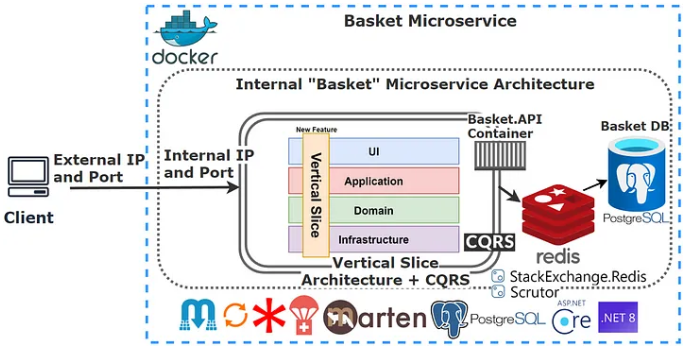 Basket Microservice
docker
Internal "Basket" Microservice Architecture
Basket.API
Container
Basket DB
New Feature
Vertical Slice
UI
Application
Domain
Infrastructure
External IP
and Port
Internal IP
and Port
Client
PostgreSQL
redis
CQRS
Vertical Slice
Architecture + CQRS
StackExchange.Redis
Scrutor
marten
PostgreSQL
ASP.NET
Core
.NET 8